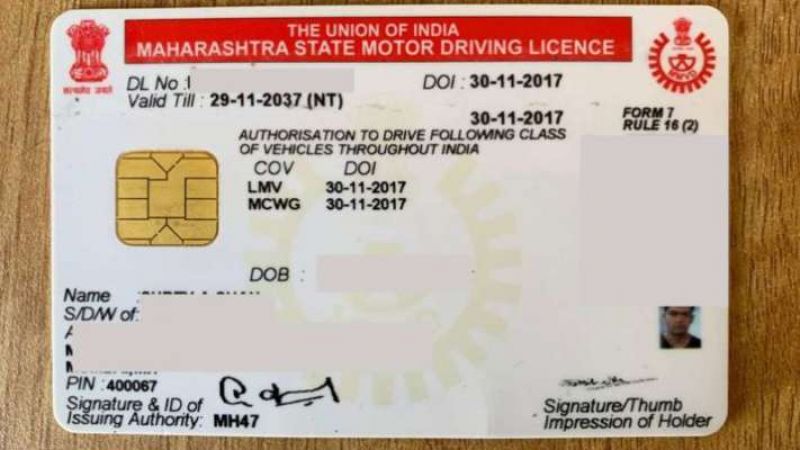 THE UNION OF INDIA
MAHARASHTRA STATE MOTOR DRIVING LICENCE
सत्यमेव जयते
DL No : DOI : 30-11-2017
Valid Till : 29-11-2037 (NT)
30-11-2017
FORM 7
RULE 16 (2)
AUTHORISATION TO DRIVE FOLLOWING CLASS
OF VEHICLES THROUGHOUT INDIA
COV DOI
LMV 30-11-2017
MCWG 30-11-2017
DOB :
Name
S/D/W of:
PIN : 400067
Signature & ID of
Issuing Authority: MH47
Signature/Thumb
Impression of Holder